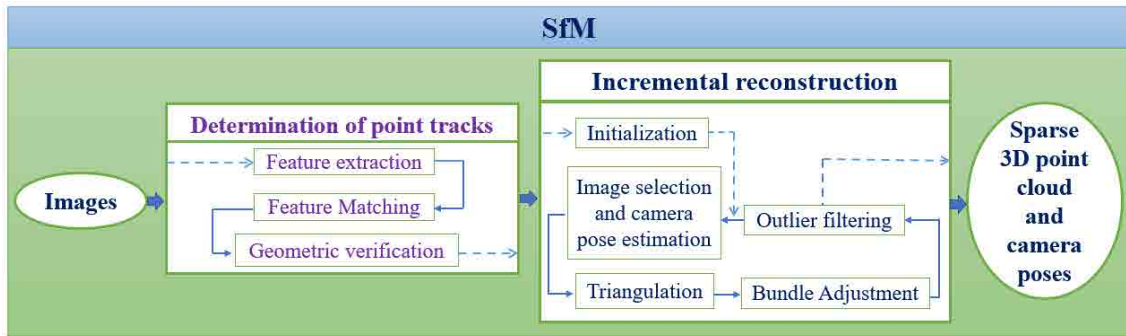 SfM
Images
Determination of point tracks
Feature extraction
Feature Matching
Geometric verification
Incremental reconstruction
Initialization
Image selection
and camera
pose estimation
Outlier filtering
Triangulation
Bundle Adjustment
Sparse
3D point
cloud
and
camera
poses